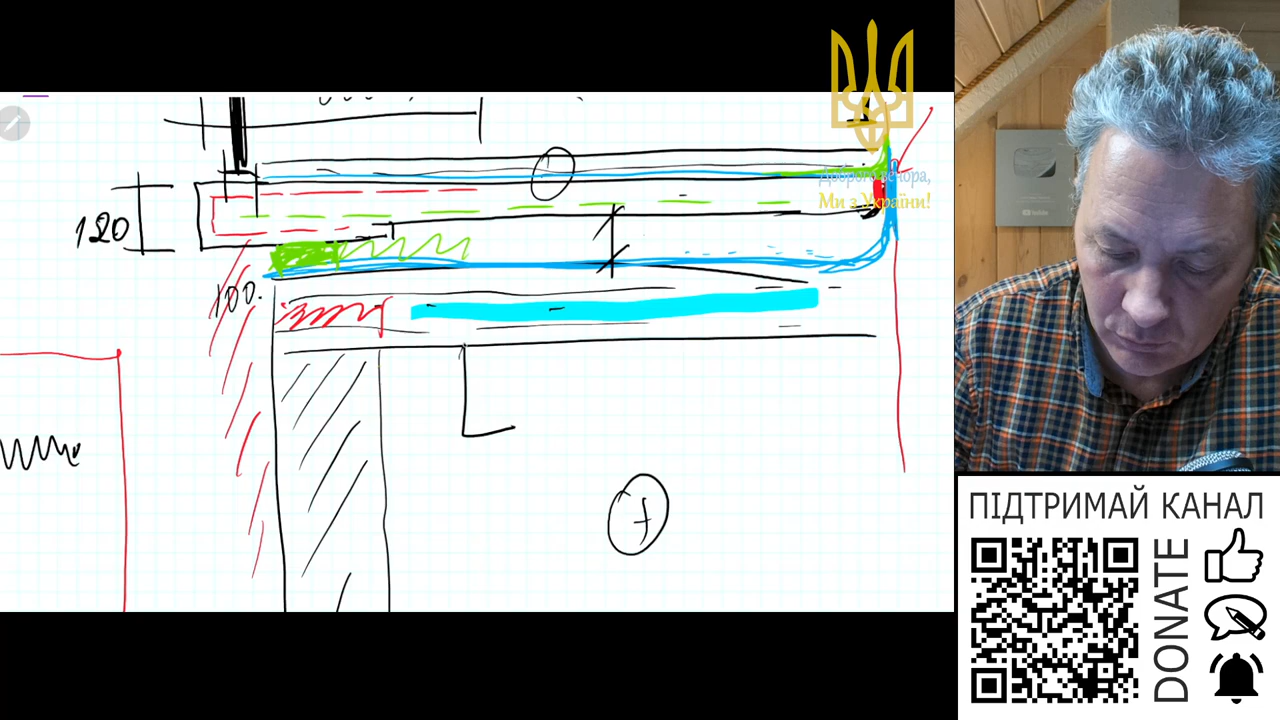 Доброго вечора,
Ми з України!
120
100.
+
ПІДТРИМАЙ КАНАЛ
DONATE